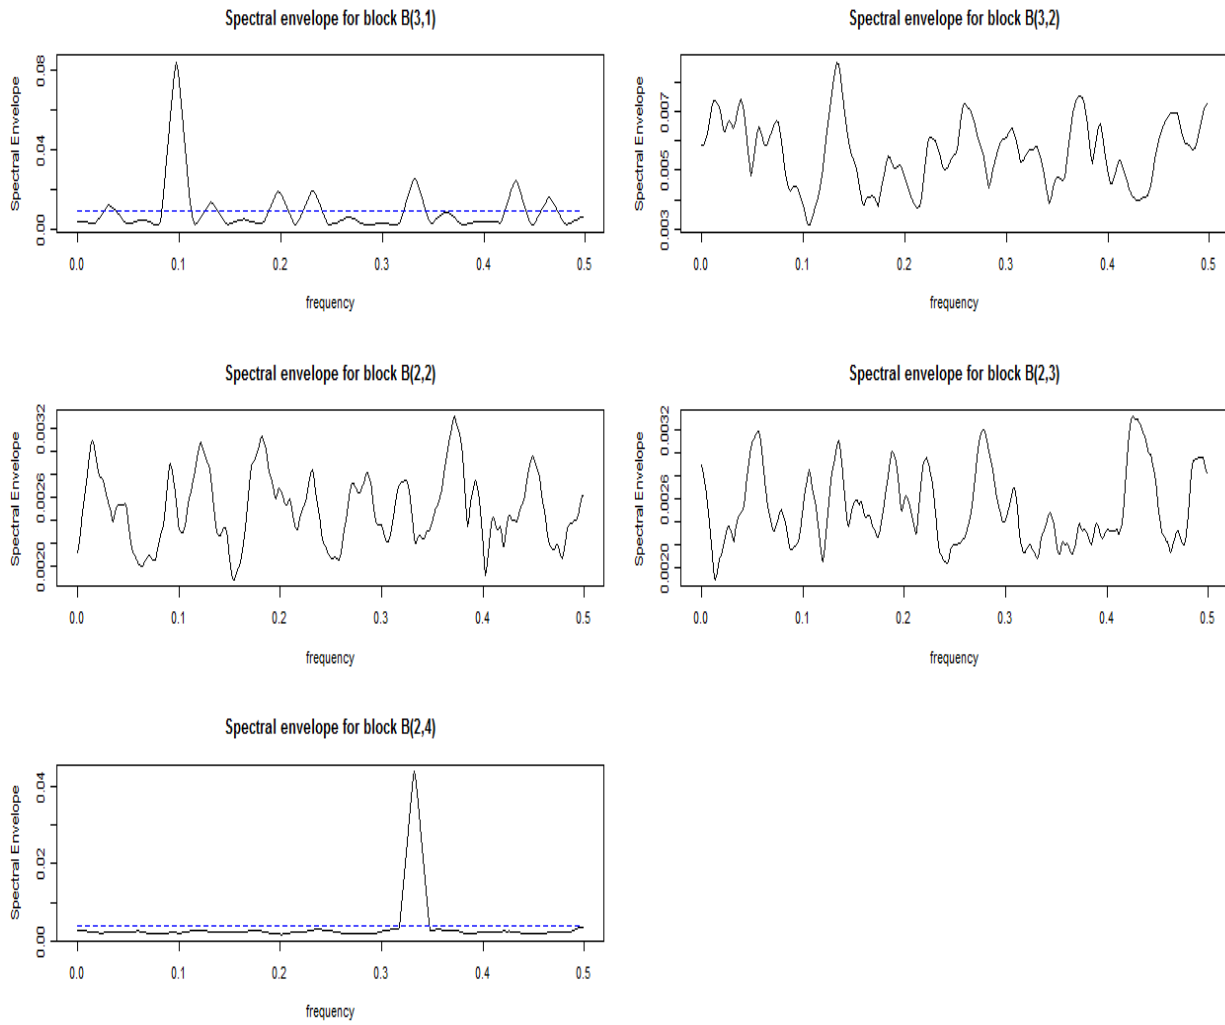 Spectral envelope for block B(3,1)
Spectral Envelope
0.00 0.04 0.08
0.0 0.1 0.2 0.3 0.4 0.5
frequency
Spectral envelope for block B(3,2)
Spectral Envelope
0.003 0.005 0.007
0.0 0.1 0.2 0.3 0.4 0.5
frequency
Spectral envelope for block B(2,2)
Spectral Envelope
0.0020 0.0026 0.0032
0.0 0.1 0.2 0.3 0.4 0.5
frequency
Spectral envelope for block B(2,3)
Spectral Envelope
0.0020 0.0026 0.0032
0.0 0.1 0.2 0.3 0.4 0.5
frequency
Spectral envelope for block B(2,4)
Spectral Envelope
0.00 0.02 0.04
0.0 0.1 0.2 0.3 0.4 0.5
frequency